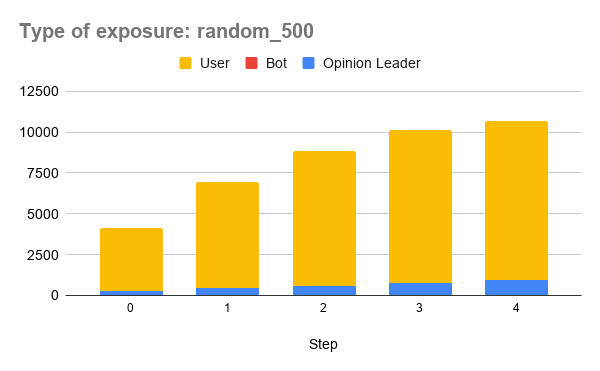 Type of exposure: random_500
User Bot Opinion Leader
12500
10000
7500
5000
2500
0
0 1 2 3 4
Step